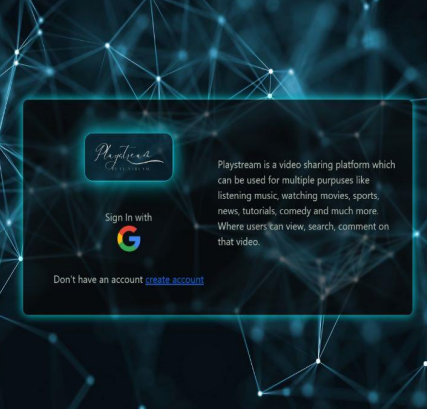 Playstream
Sign In with
Don't have an account create account
Playstream is a video sharing platform which
can be used for multiple purpuses like
listening music, watching movies, sports,
news, tutorials, comedy and much more.
Where users can view, search, comment on
that video.